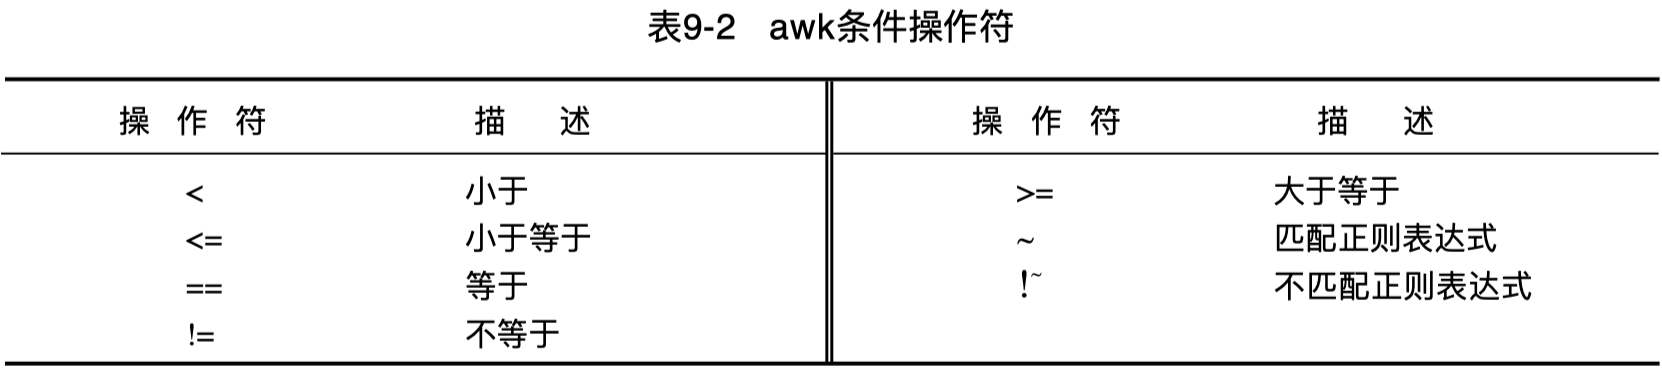 表9-2 awk条件操作符
操作符 描述 操作符 描述
< 小于 >= 大于等于
<= 小于等于 ~ 匹配正则表达式
== 等于 !~ 不匹配正则表达式
!= 不等于